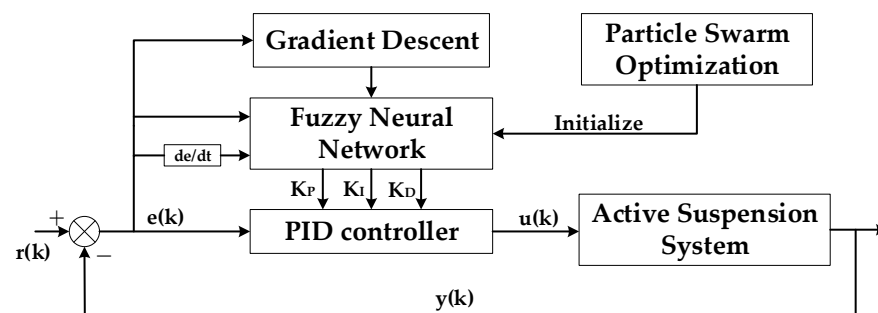 Gradient Descent
Particle Swarm
Optimization
Fuzzy Neural
Network
Initialize
de/dt
KP KI KD
+
r(k)
−
e(k)
PID controller
u(k)
Active Suspension
System
y(k)